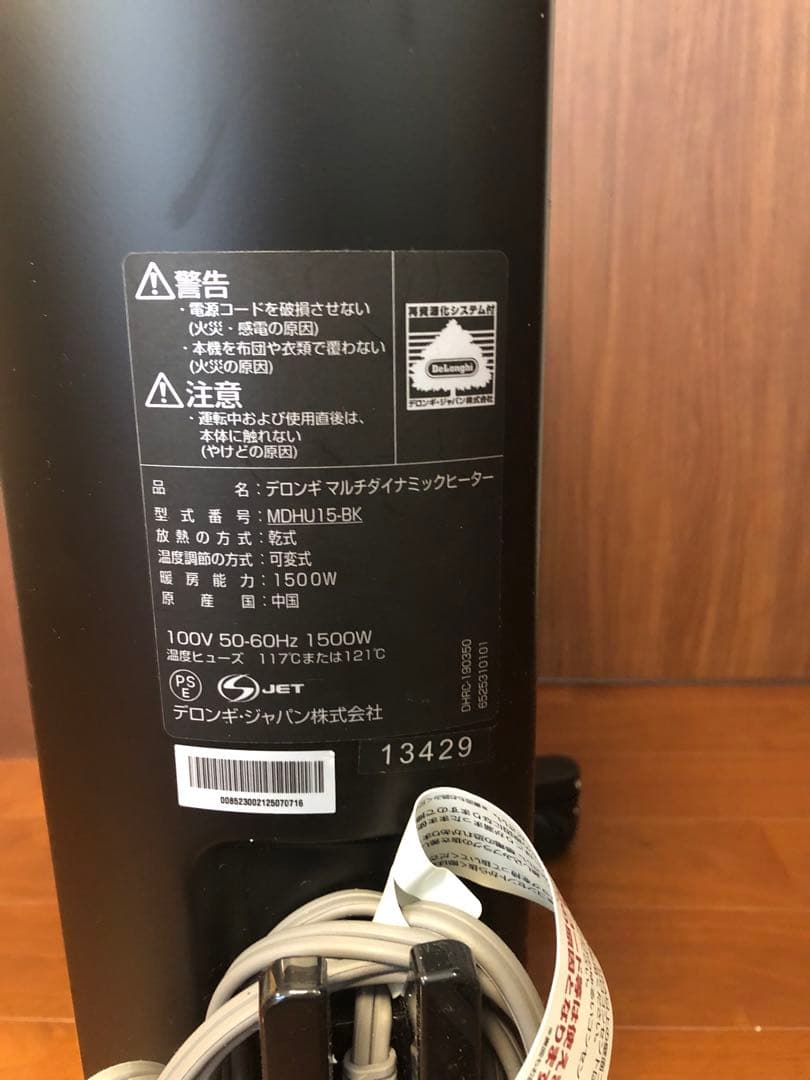 警告
・電源コードを破損させない
(火災・感電の原因)
・本機を布団や衣類で覆わない
(火災の原因)
注意
・運転中および使用直後は、
本体に触れない
(やけどの原因)
再資源化システム付
DeLonghi
デロンギ・ジャパン株式会社
品名：デロンギ マルチダイナミックヒーター
型式番号：MDHU15-BK
放熱の方式：乾式
温度調節の方式：可変式
暖房能力：1500W
原産国：中国
100V 50-60Hz 1500W
温度ヒューズ 117℃または121℃
PS
E
S JET
デロンギ・ジャパン株式会社
DHRC-190350
6525310101
13429
008523002125070716